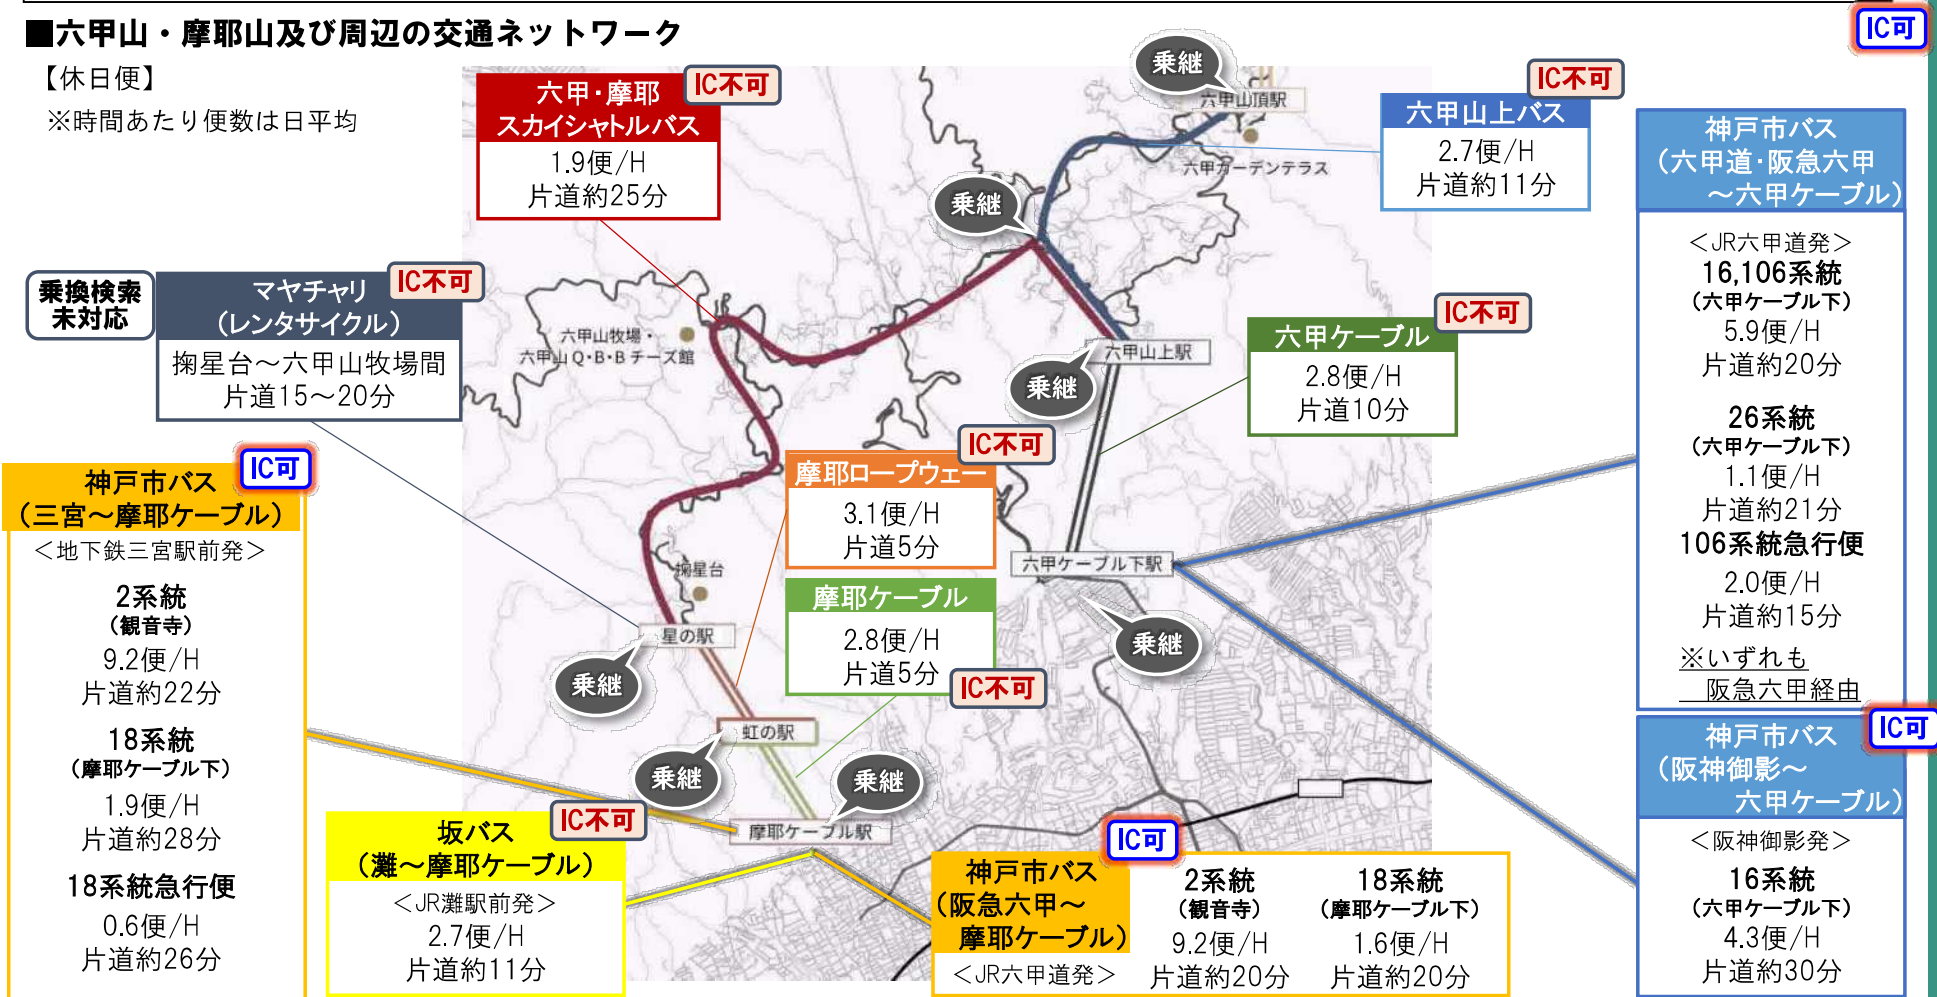 ■六甲山・摩耶山及び周辺の交通ネットワーク
IC可
【休日便】
※時間あたり便数は日平均
六甲・摩耶
スカイシャトルバス
IC不可
1.9便/H
片道約25分
乗継
六甲山頂駅
六甲ガーデンテラス
六甲山上バス
IC不可
2.7便/H
片道約11分
乗継
神戸市バス
（六甲道・阪急六甲
～六甲ケーブル）
＜JR六甲道発＞
16,106系統
（六甲ケーブル下）
5.9便/H
片道約20分
26系統
（六甲ケーブル下）
1.1便/H
片道約21分
106系統急行便
2.0便/H
片道約15分
※いずれも
阪急六甲経由
乗換検索
未対応
マヤチャリ
（レンタサイクル）
IC不可
掬星台～六甲山牧場間
片道15～20分
六甲山牧場・
六甲山Q・B・Bチーズ館
六甲山上駅
乗継
六甲ケーブル
IC不可
2.8便/H
片道10分
神戸市バス
（三宮～摩耶ケーブル）
IC可
＜地下鉄三宮駅前発＞
2系統
（観音寺）
9.2便/H
片道約22分
18系統
（摩耶ケーブル下）
1.9便/H
片道約28分
18系統急行便
0.6便/H
片道約26分
摩耶ロープウェー
IC不可
3.1便/H
片道5分
六甲ケーブル下駅
乗継
掬星台
星の駅
乗継
摩耶ケーブル
2.8便/H
片道5分
IC不可
虹の駅
乗継
乗継
摩耶ケーブル駅
坂バス
（灘～摩耶ケーブル）
IC不可
＜JR灘駅前発＞
2.7便/H
片道約11分
神戸市バス
（阪急六甲～
摩耶ケーブル）
IC可
＜JR六甲道発＞
2系統
（観音寺）
9.2便/H
片道約20分
18系統
（摩耶ケーブル下）
1.6便/H
片道約20分
神戸市バス
（阪神御影～
六甲ケーブル）
IC可
＜阪神御影発＞
16系統
（六甲ケーブル下）
4.3便/H
片道約30分